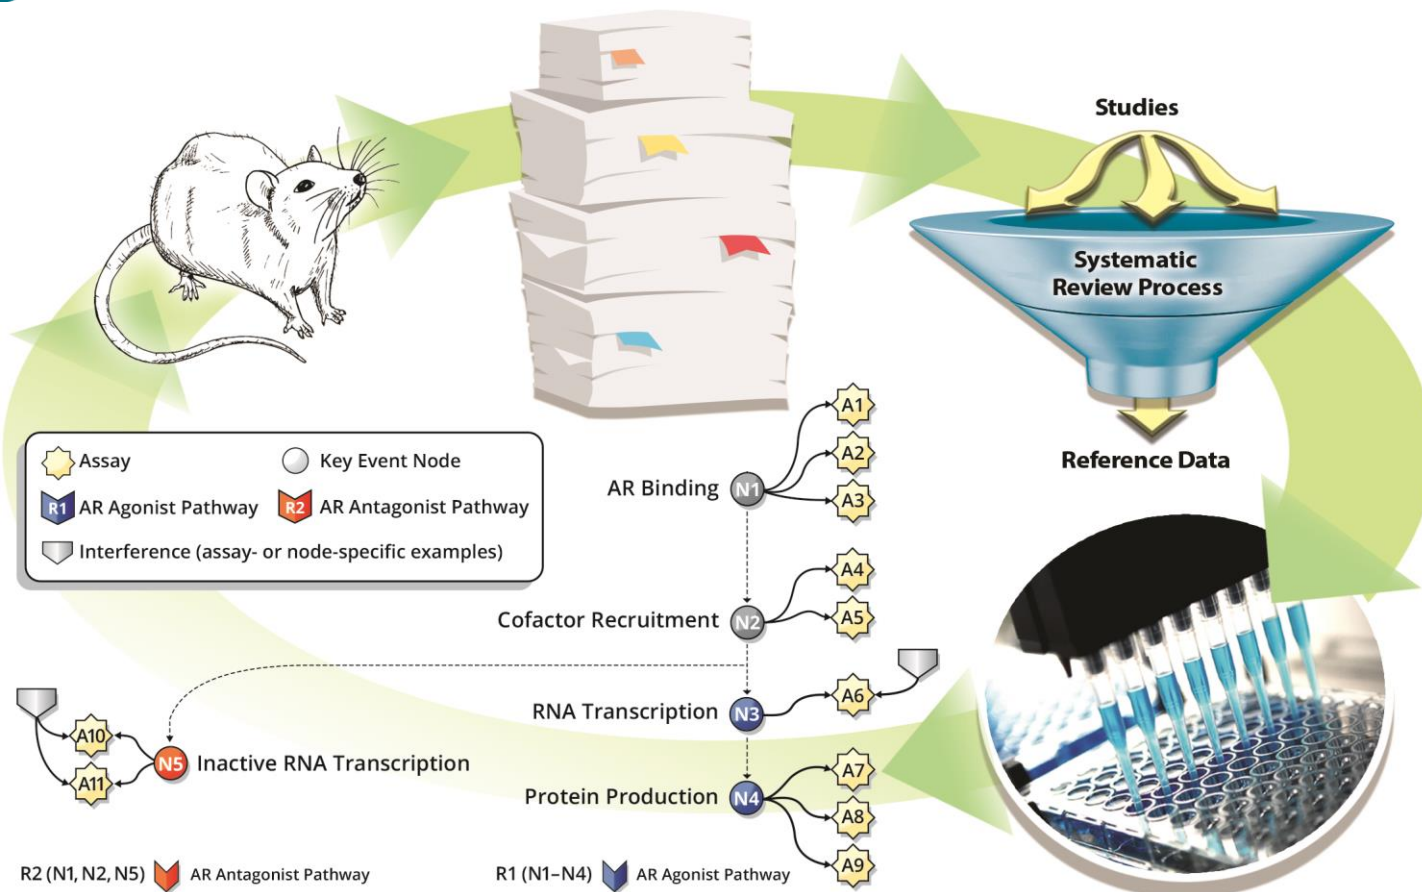 Studies
Systematic
Review Process
Reference Data
Assay
Key Event Node
R1 AR Agonist Pathway
R2 AR Antagonist Pathway
Interference (assay- or node-specific examples)
AR Binding
N1
A1
A2
A3
Cofactor Recruitment
N2
A4
A5
RNA Transcription
N3
A6
Inactive RNA Transcription
N5
A10
A11
Protein Production
N4
A7
A8
A9
R2 (N1, N2, N5)
AR Antagonist Pathway
R1 (N1–N4)
AR Agonist Pathway